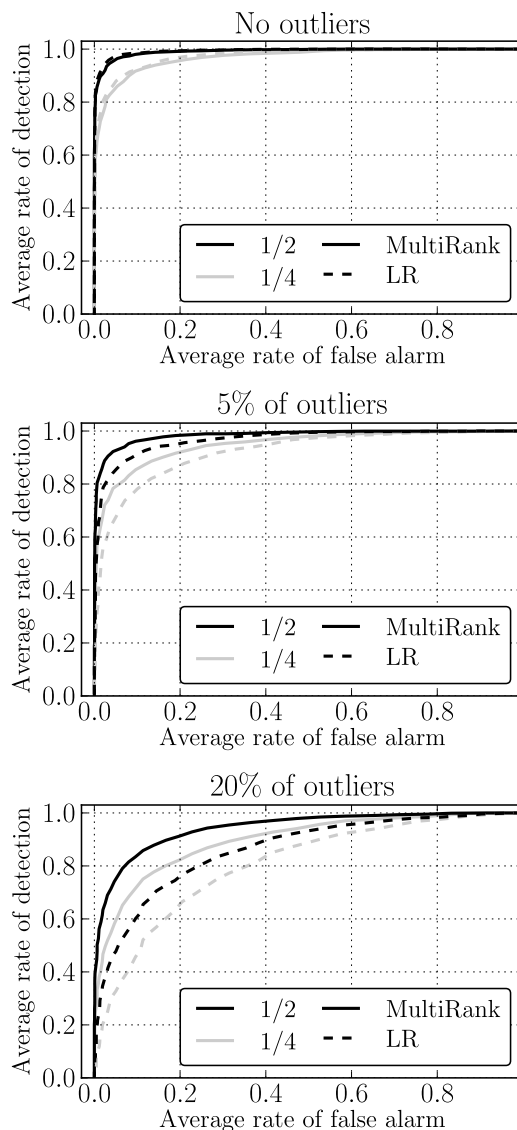 No outliers
1.0
0.8
0.6
0.4
0.2
0.0
Average rate of detection
1/2 MultiRank
1/4 LR
0.0 0.2 0.4 0.6 0.8
Average rate of false alarm
5% of outliers
1.0
0.8
0.6
0.4
0.2
0.0
Average rate of detection
1/2 MultiRank
1/4 LR
0.0 0.2 0.4 0.6 0.8
Average rate of false alarm
20% of outliers
1.0
0.8
0.6
0.4
0.2
0.0
Average rate of detection
1/2 MultiRank
1/4 LR
0.0 0.2 0.4 0.6 0.8
Average rate of false alarm